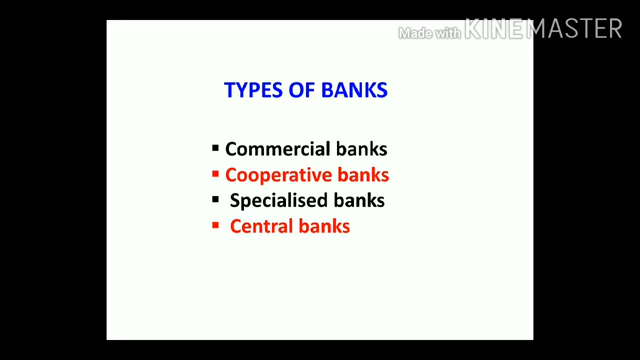 Made with KINEMASTER
TYPES OF BANKS
▪ Commercial banks
▪ Cooperative banks
▪ Specialised banks
▪ Central banks